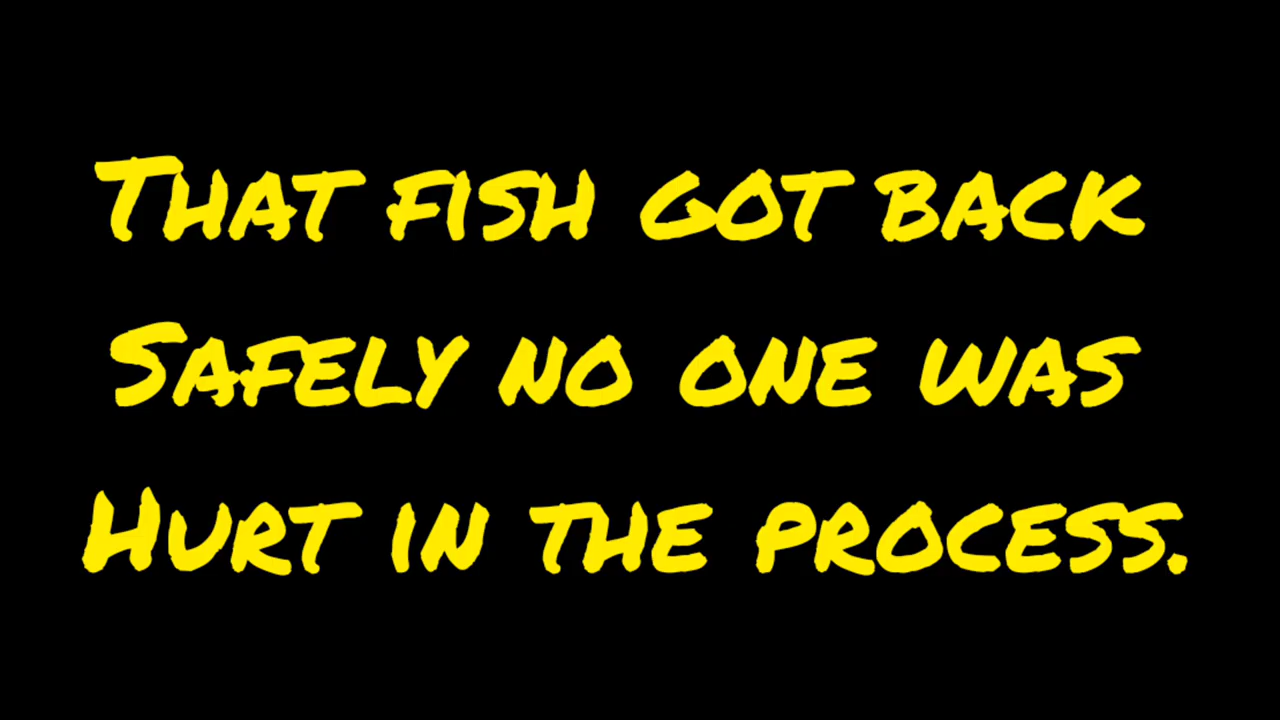 That fish got back
Safely no one was
Hurt in the process.